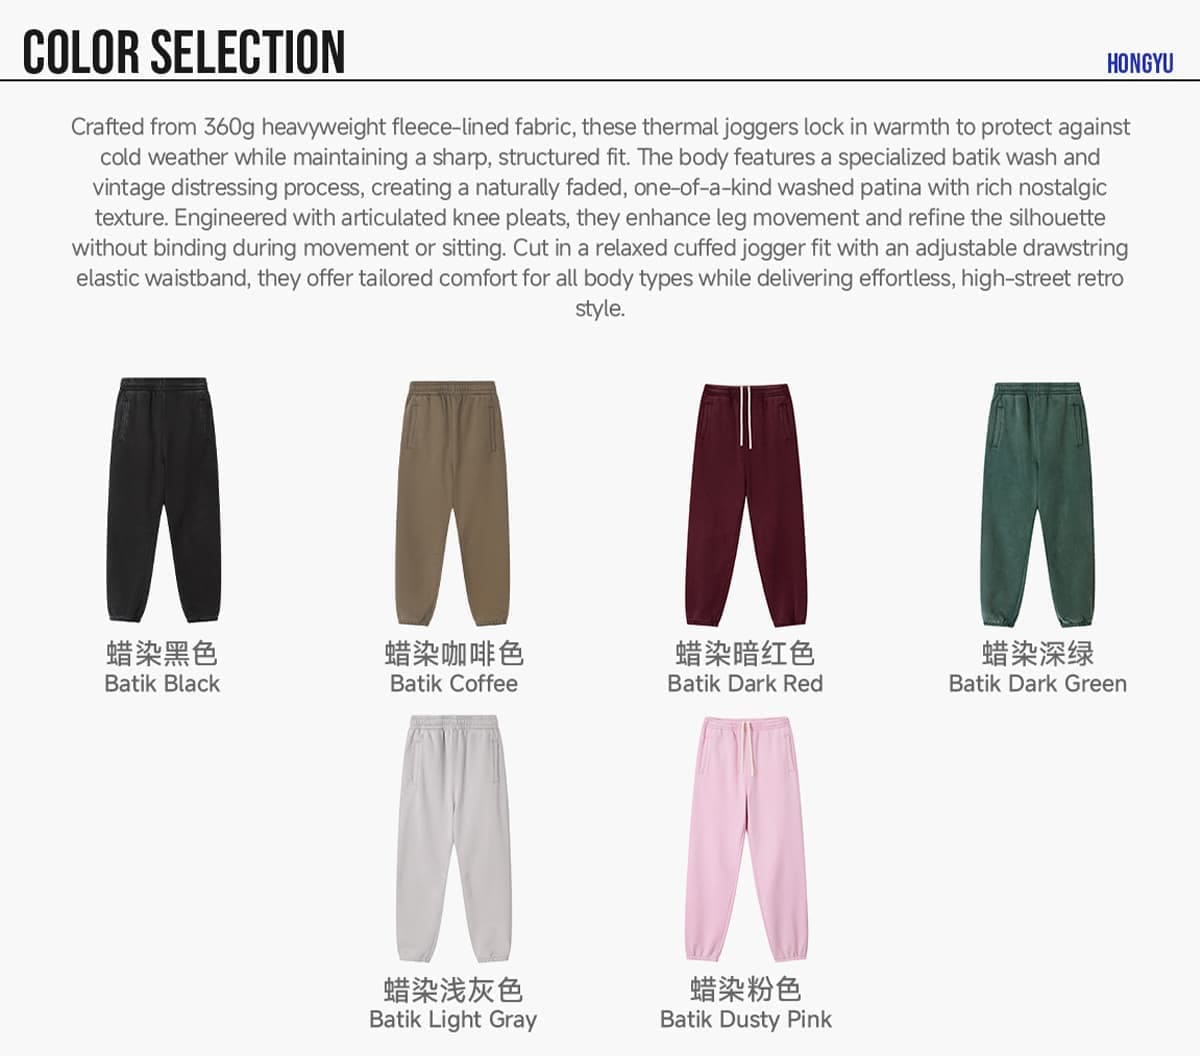 COLOR SELECTION
HONGYU
Crafted from 360g heavyweight fleece-lined fabric, these thermal joggers lock in warmth to protect against
cold weather while maintaining a sharp, structured fit. The body features a specialized batik wash and
vintage distressing process, creating a naturally faded, one-of-a-kind washed patina with rich nostalgic
texture. Engineered with articulated knee pleats, they enhance leg movement and refine the silhouette
without binding during movement or sitting. Cut in a relaxed cuffed jogger fit with an adjustable drawstring
elastic waistband, they offer tailored comfort for all body types while delivering effortless, high-street retro
style.
蜡染黑色
Batik Black
蜡染咖啡色
Batik Coffee
蜡染暗红色
Batik Dark Red
蜡染深绿
Batik Dark Green
蜡染浅灰色
Batik Light Gray
蜡染粉色
Batik Dusty Pink